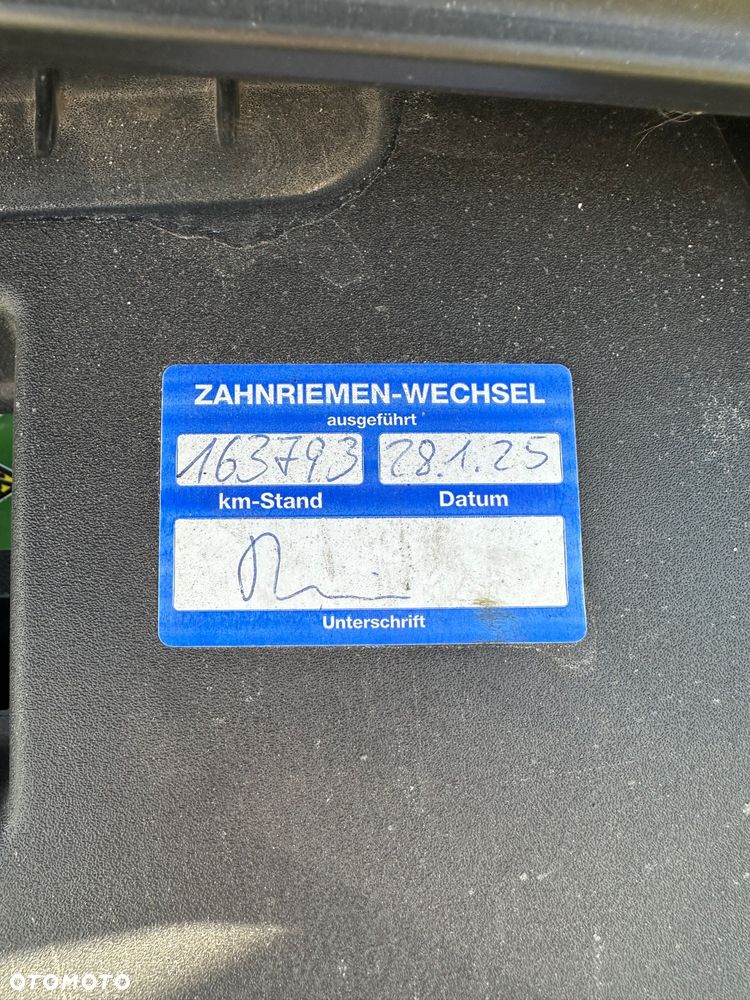 ZAHNRIEMEN-WECHSEL
ausgeführt
163793 28.1.25
km-Stand Datum
Unterschrift
OTOMOTO